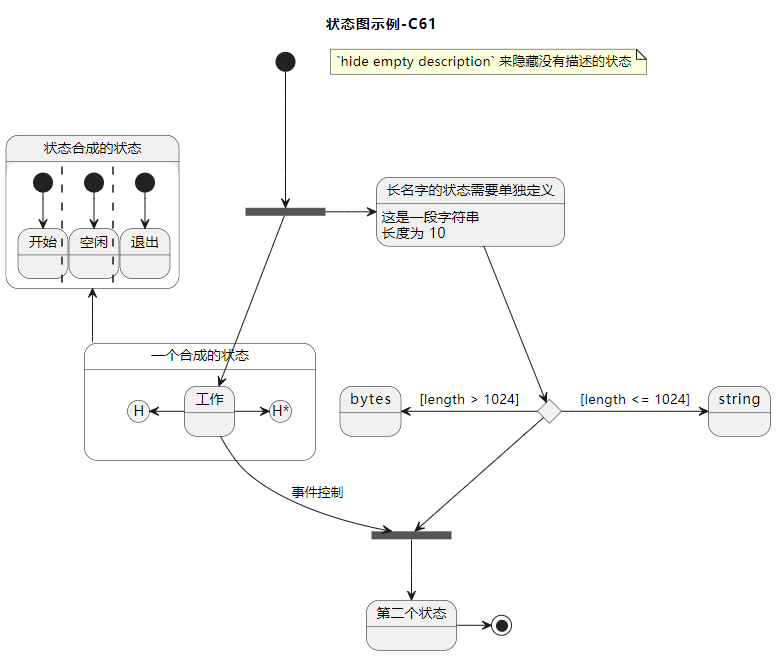 状态图示例-C61
`hide empty description` 来隐藏没有描述的状态
状态合成的状态
开始
空闲
退出
长名字的状态需要单独定义
这是一段字符串
长度为 10
一个合成的状态
H
工作
H*
bytes
[length > 1024]
[length <= 1024]
string
事件控制
第二个状态